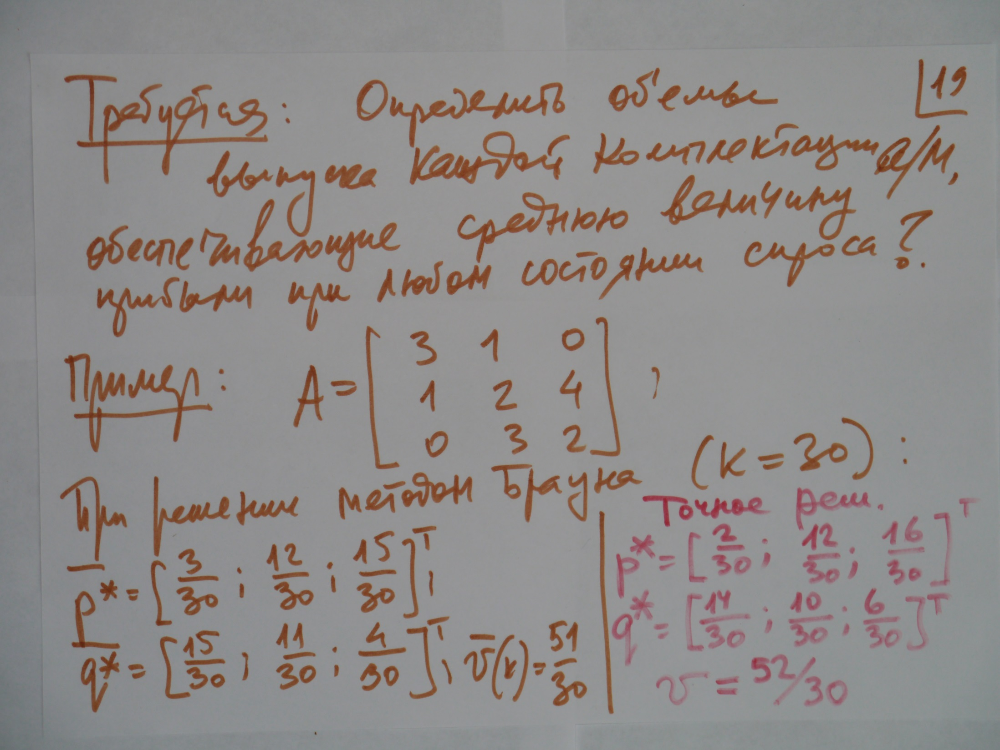 19
Требуется: Определить объемы
выпуска каждой комплектации а/м,
обеспечивающие среднюю величину
прибыли при любом состоянии спроса?
Пример: A = [ 3 1 0
1 2 4
0 3 2 ] ,
При решении методом Брауна (K = 30) :
p* = [ 3/30 ; 12/30 ; 15/30 ]ᵀ ;
q* = [ 15/30 ; 11/30 ; 4/30 ]ᵀ ; v̄(k) = 51/30
Точное реш.
p* = [ 2/30 ; 12/30 ; 16/30 ]ᵀ
q* = [ 14/30 ; 10/30 ; 6/30 ]ᵀ
v = 52/30